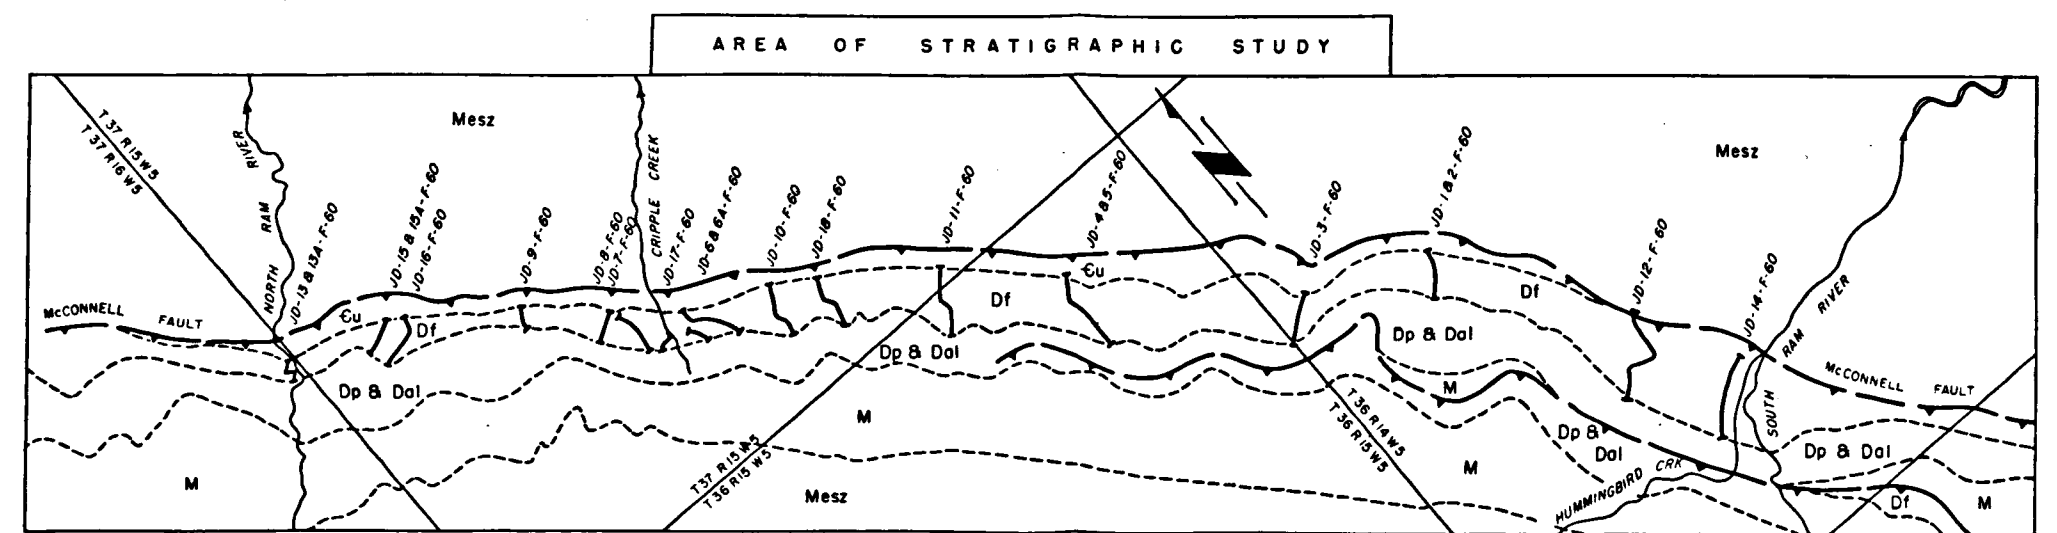 AREA OF STRATIGRAPHIC STUDY
T 37 R 15 W 5
T 37 R 16 W 5
NORTH RAM RIVER
Mesz
CRIPPLE CREEK
Mesz
JD-13 & 13A-F-60
JD-15 & 15A-F-60
JD-16-F-60
JD-9-F-60
JD-8-F-60
JD-7-F-60
JD-17-F-60
JD-6 & 6A-F-60
JD-10-F-60
JD-18-F-60
JD-11-F-60
JD-4 & 5-F-60
JD-3-F-60
JD-1 & 2-F-60
JD-12-F-60
JD-14-F-60
SOUTH RAM RIVER
McCONNELL FAULT
Єu
Df
Єu
Df
Df
Dp & Dal
Dp & Dal
Dp & Dal
McCONNELL FAULT
M
M
T 36 R 14 W 5
T 36 R 15 W 5
Dp &
Dal
Dp & Dal
T 37 R 15 W 5
T 36 R 15 W 5
M
Mesz
M
HUMMINGBIRD CRK
Df
M